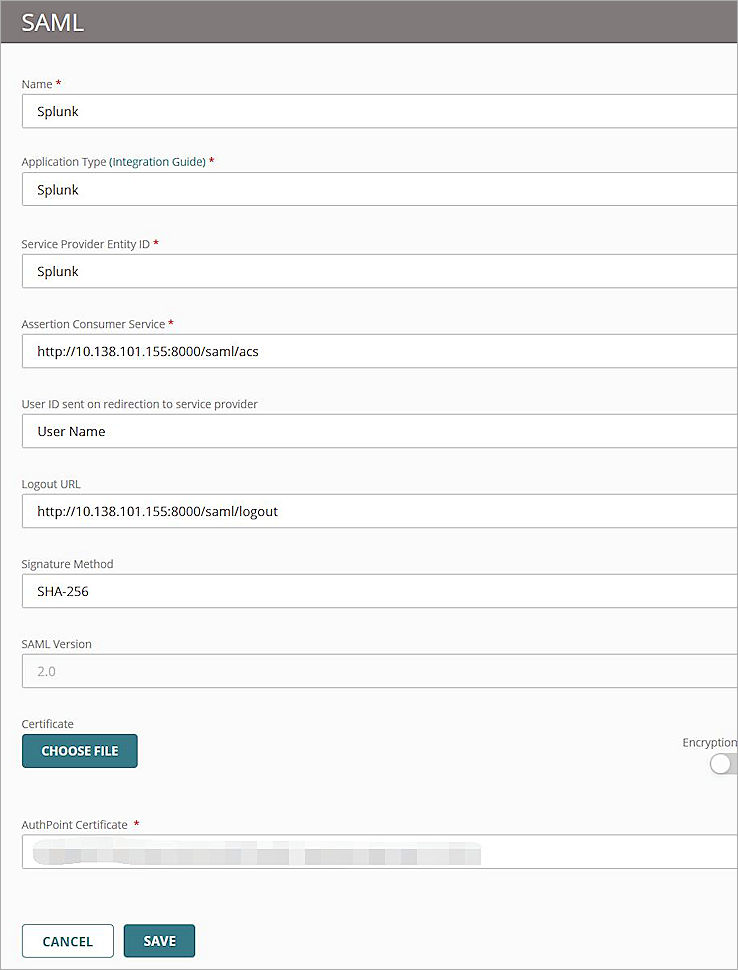 SAML
Name *
Splunk
Application Type (Integration Guide) *
Splunk
Service Provider Entity ID *
Splunk
Assertion Consumer Service *
http://10.138.101.155:8000/saml/acs
User ID sent on redirection to service provider
User Name
Logout URL
http://10.138.101.155:8000/saml/logout
Signature Method
SHA-256
SAML Version
2.0
Certificate
CHOOSE FILE
Encryption
AuthPoint Certificate *
CANCEL
SAVE